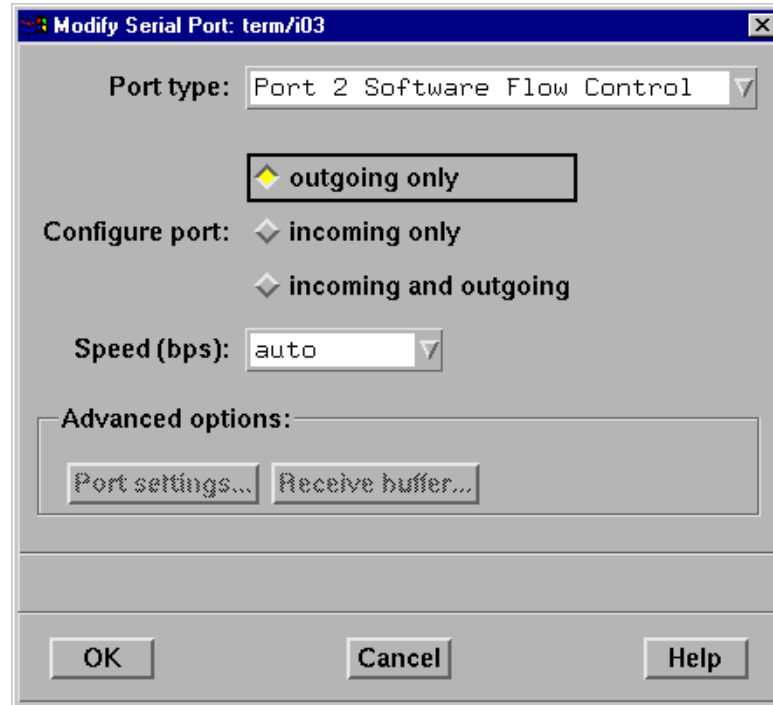 Modify Serial Port: term/i03
Port type: Port 2 Software Flow Control
outgoing only
Configure port: incoming only
incoming and outgoing
Speed (bps): auto
Advanced options:
Port settings... Receive buffer...
OK Cancel Help